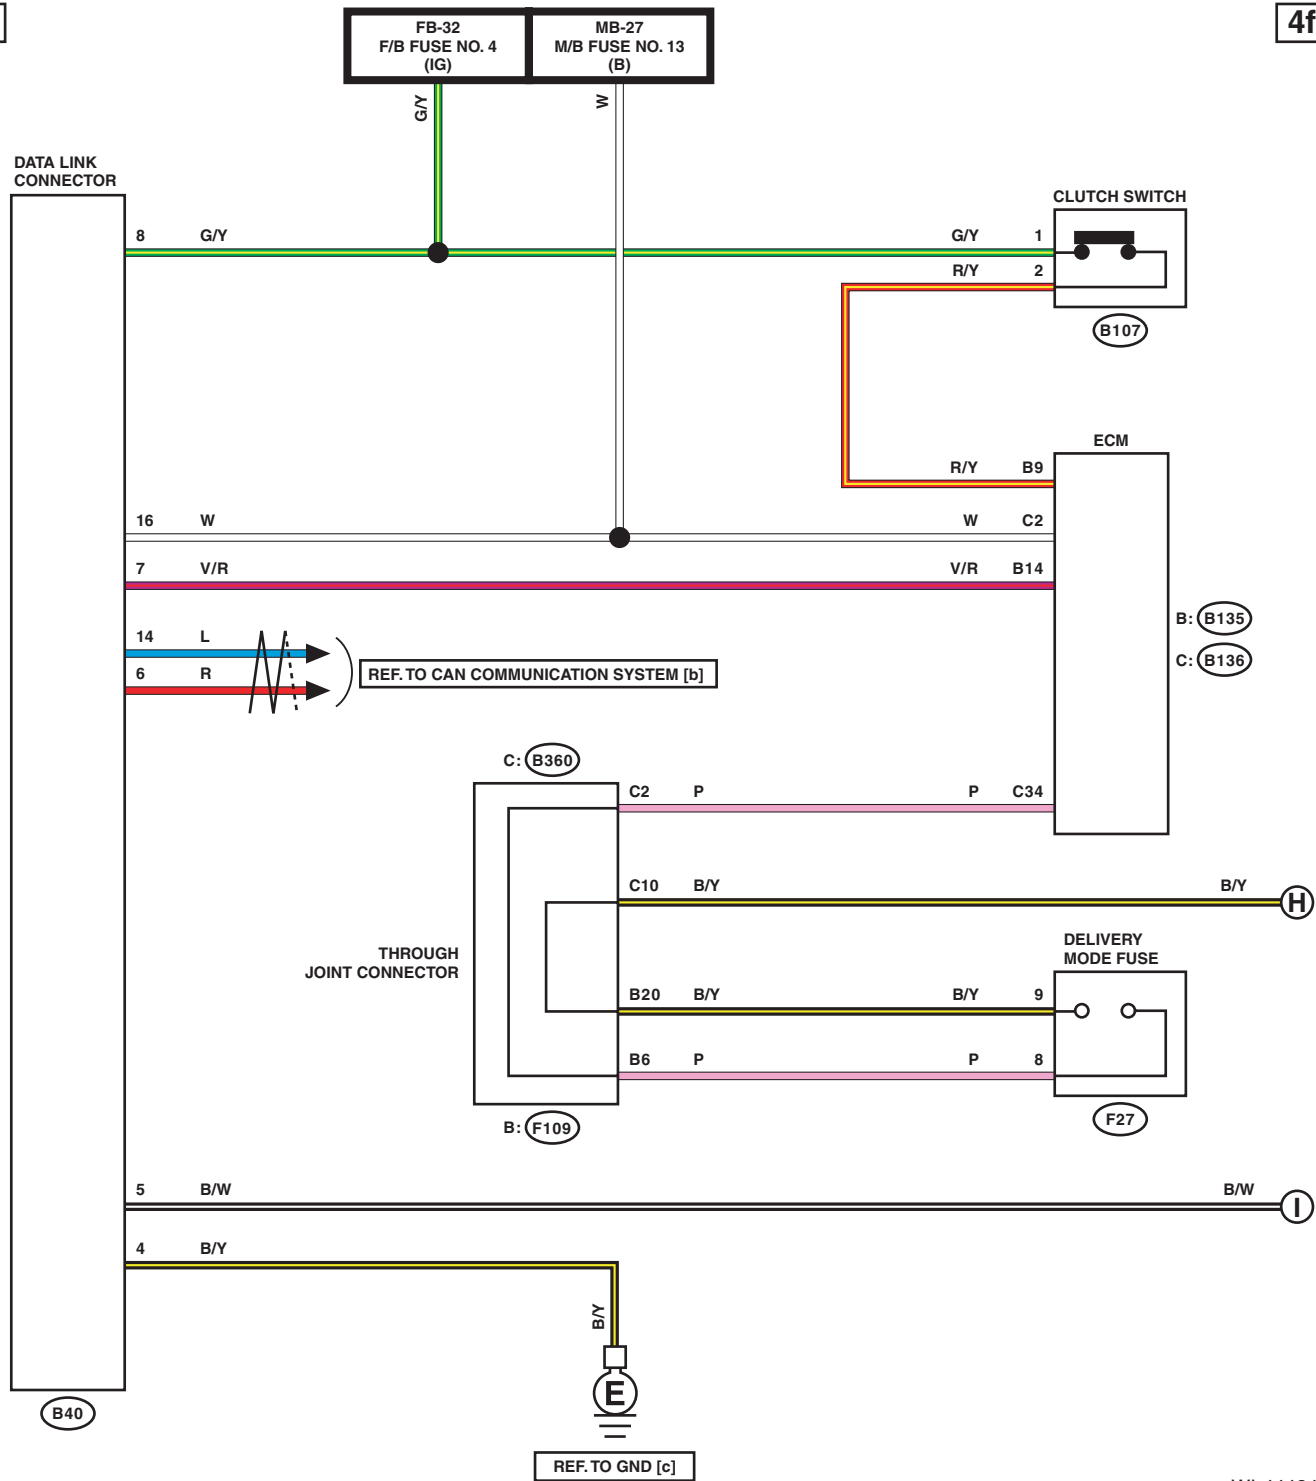 4f
FB-32
F/B FUSE NO. 4
(IG)
MB-27
M/B FUSE NO. 13
(B)
G/Y
W
DATA LINK
CONNECTOR
CLUTCH SWITCH
8 G/Y G/Y 1
R/Y 2
B107
ECM
R/Y B9
16 W W C2
7 V/R V/R B14
14 L
6 R
REF. TO CAN COMMUNICATION SYSTEM [b]
B: B135
C: B136
C: B360
C2 P P C34
C10 B/Y B/Y H
THROUGH
JOINT CONNECTOR
DELIVERY
MODE FUSE
B20 B/Y B/Y 9
B6 P P 8
B: F109
F27
5 B/W B/W I
4 B/Y
B/Y
E
B40
REF. TO GND [c]